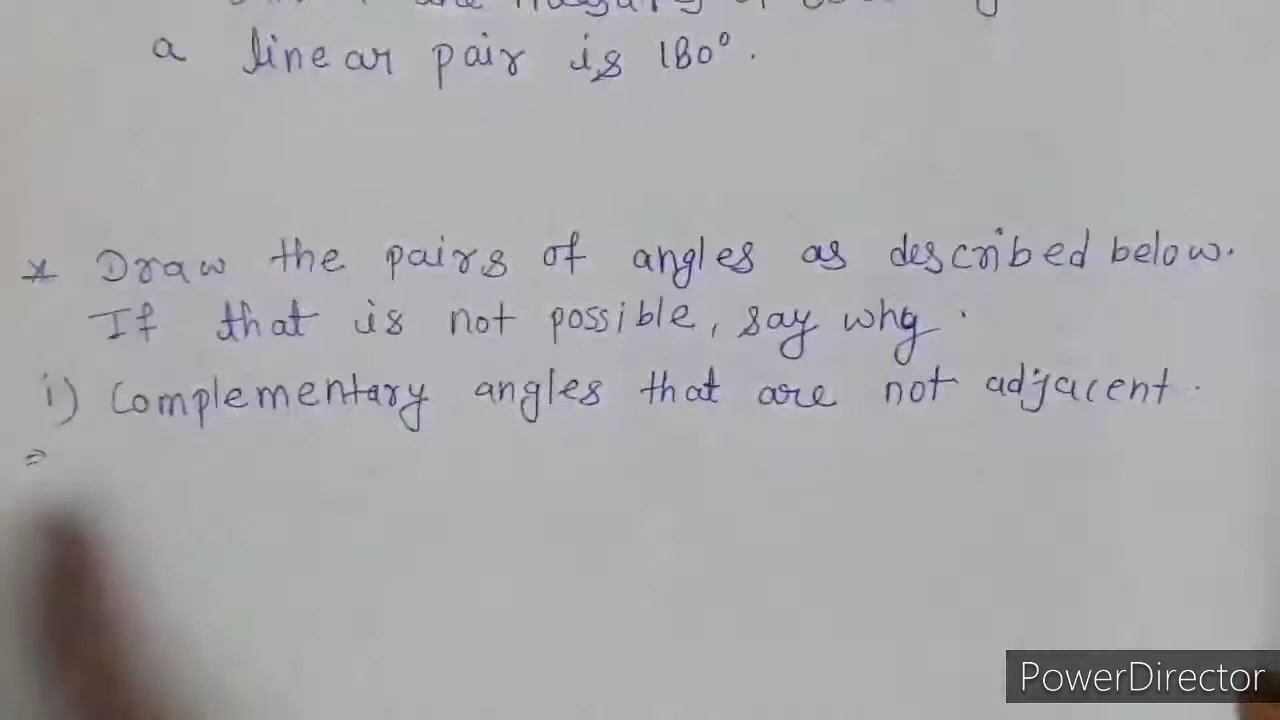 a linear pair is 180°.
* Draw the pairs of angles as described below.
If that is not possible, say why.
i) Complementary angles that are not adjacent.
⇒
PowerDirector